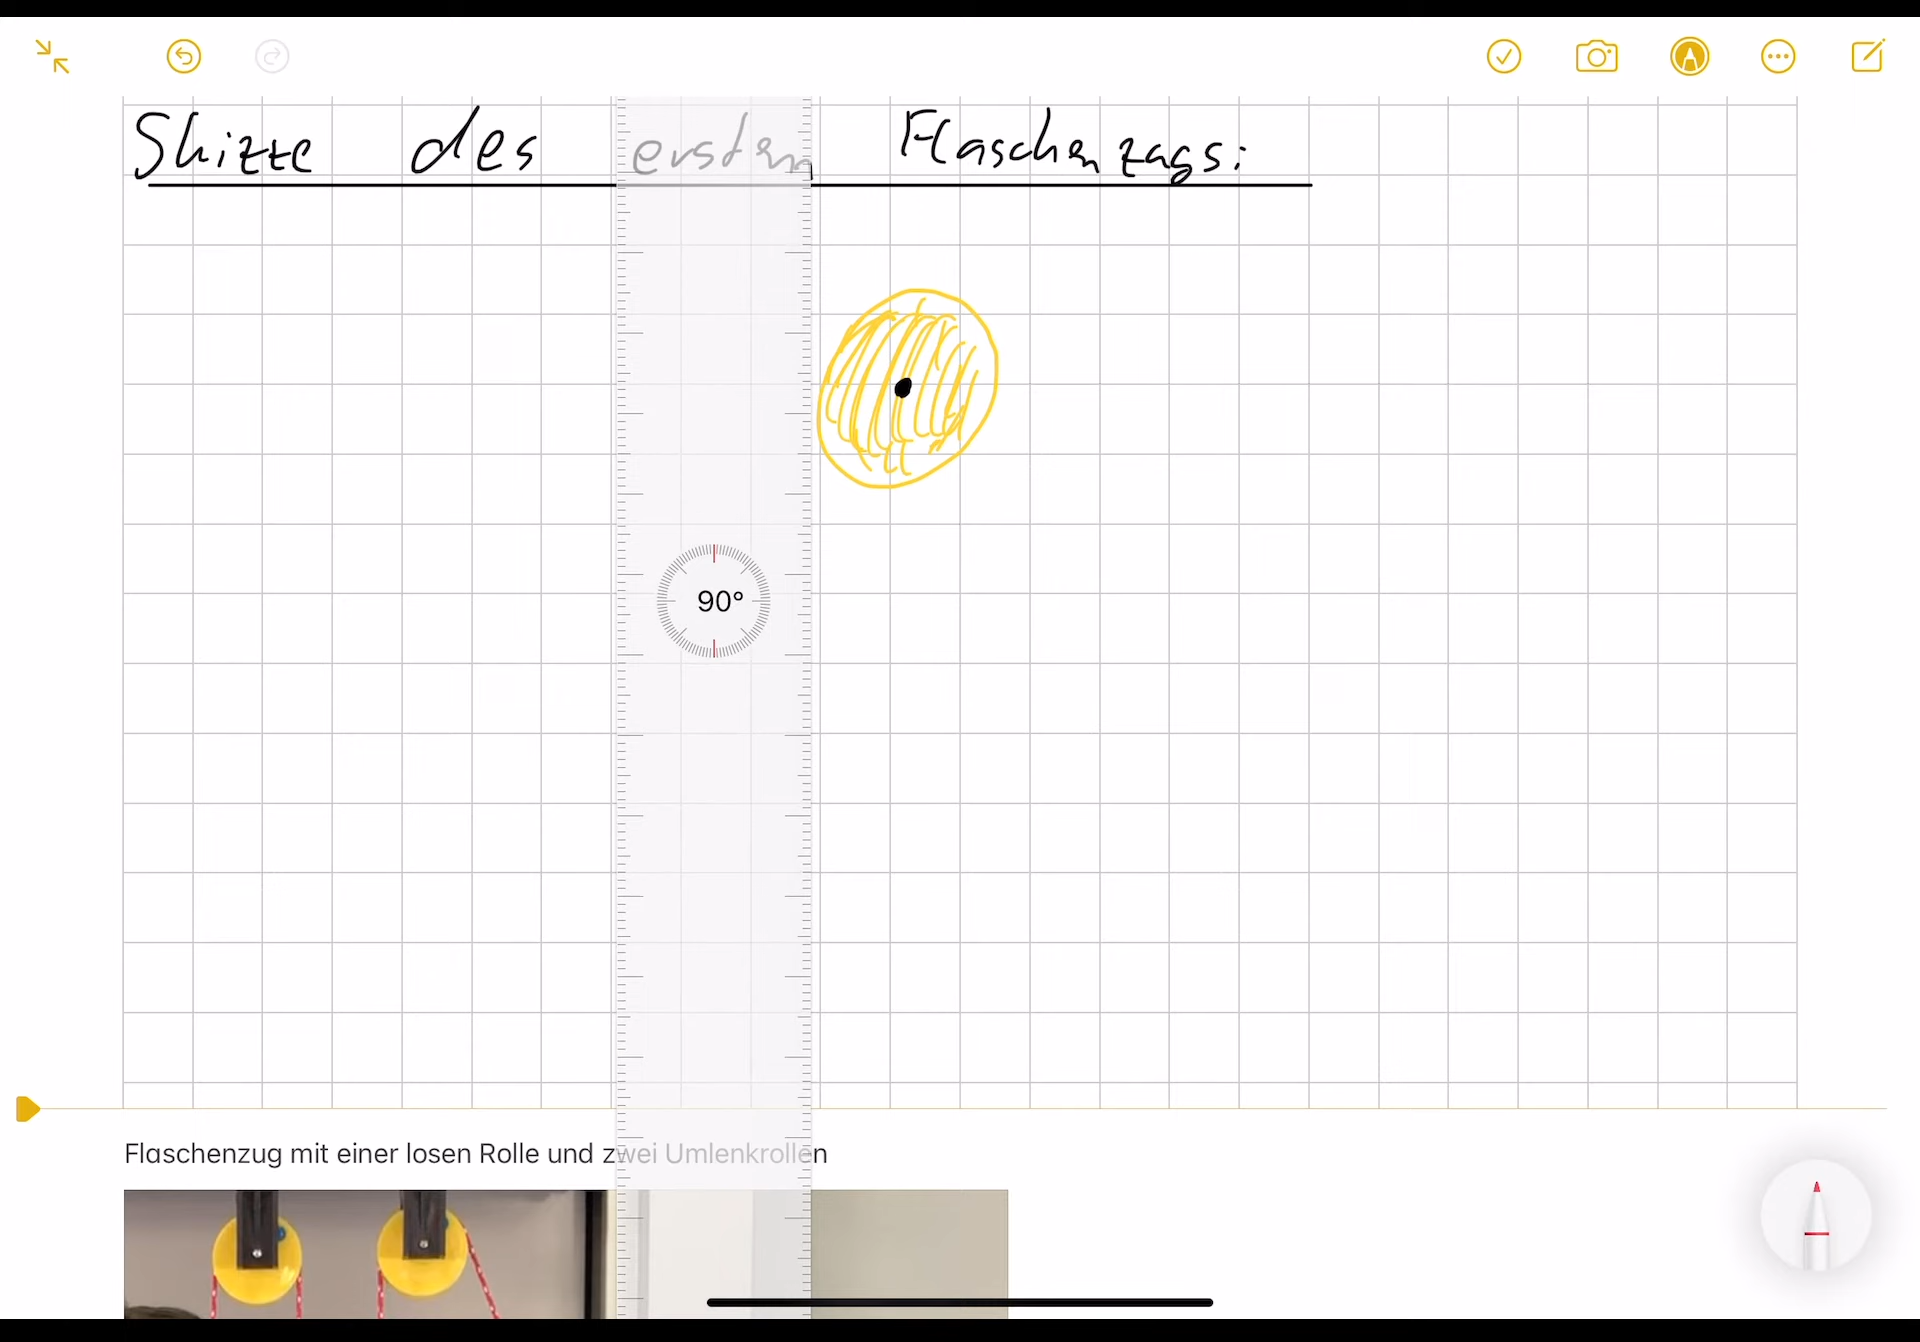 Skizze des ersten Flaschenzugs:
90°
Flaschenzug mit einer losen Rolle und zwei Umlenkrollen